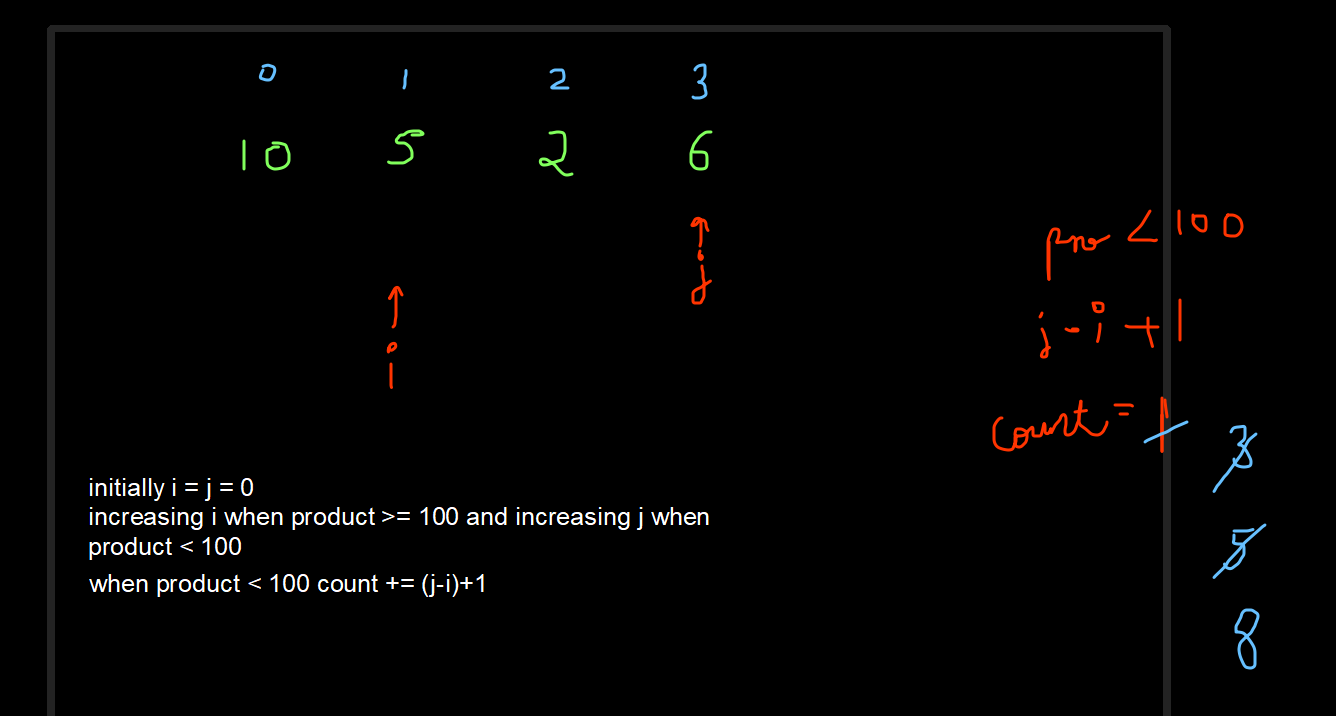 0 1 2 3
10 5 2 6
pro < 100
j
i
j - i + 1
count = 1
3
5
8
initially i = j = 0
increasing i when product >= 100 and increasing j when
product < 100
when product < 100 count += (j-i)+1